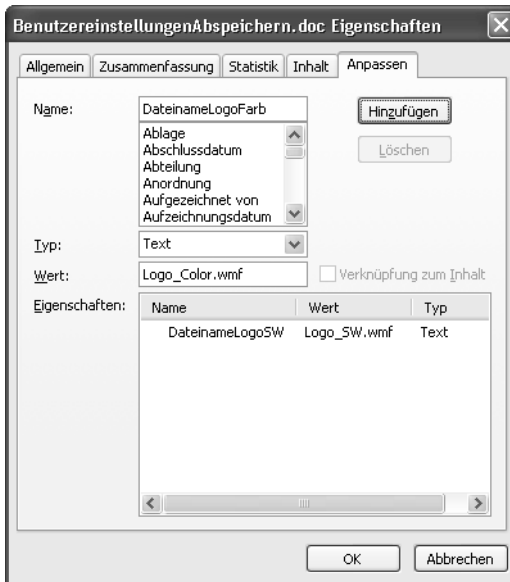 BenutzereinstellungenAbspeichern.doc Eigenschaften
Allgemein Zusammenfassung Statistik Inhalt Anpassen
Name: DateinameLogoFarb Hinzufügen
Ablage
Abschlussdatum
Abteilung
Löschen
Anordnung
Aufgezeichnet von
Aufzeichnungsdatum
Typ: Text
Wert: Logo_Color.wmf Verknüpfung zum Inhalt
Eigenschaften: Name Wert Typ
DateinameLogoSW Logo_SW.wmf Text
OK Abbrechen